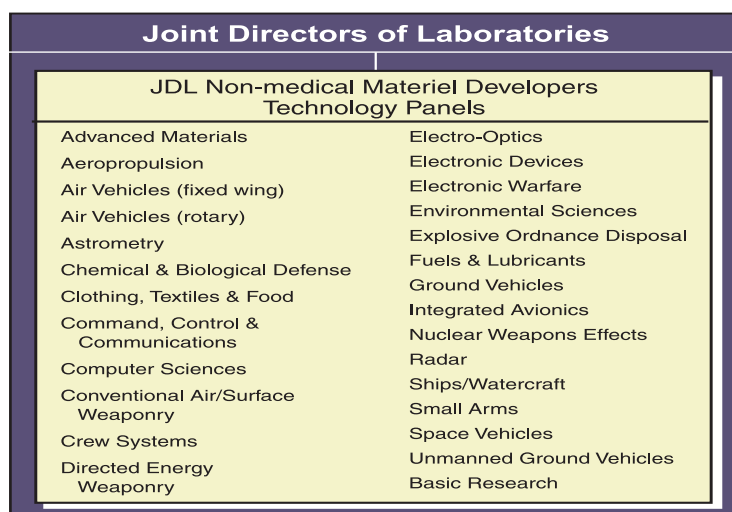 Joint Directors of Laboratories
JDL Non-medical Materiel Developers
Technology Panels
Advanced Materials
Aeropropulsion
Air Vehicles (fixed wing)
Air Vehicles (rotary)
Astrometry
Chemical & Biological Defense
Clothing, Textiles & Food
Command, Control &
Communications
Computer Sciences
Conventional Air/Surface
Weaponry
Crew Systems
Directed Energy
Weaponry
Electro-Optics
Electronic Devices
Electronic Warfare
Environmental Sciences
Explosive Ordnance Disposal
Fuels & Lubricants
Ground Vehicles
Integrated Avionics
Nuclear Weapons Effects
Radar
Ships/Watercraft
Small Arms
Space Vehicles
Unmanned Ground Vehicles
Basic Research